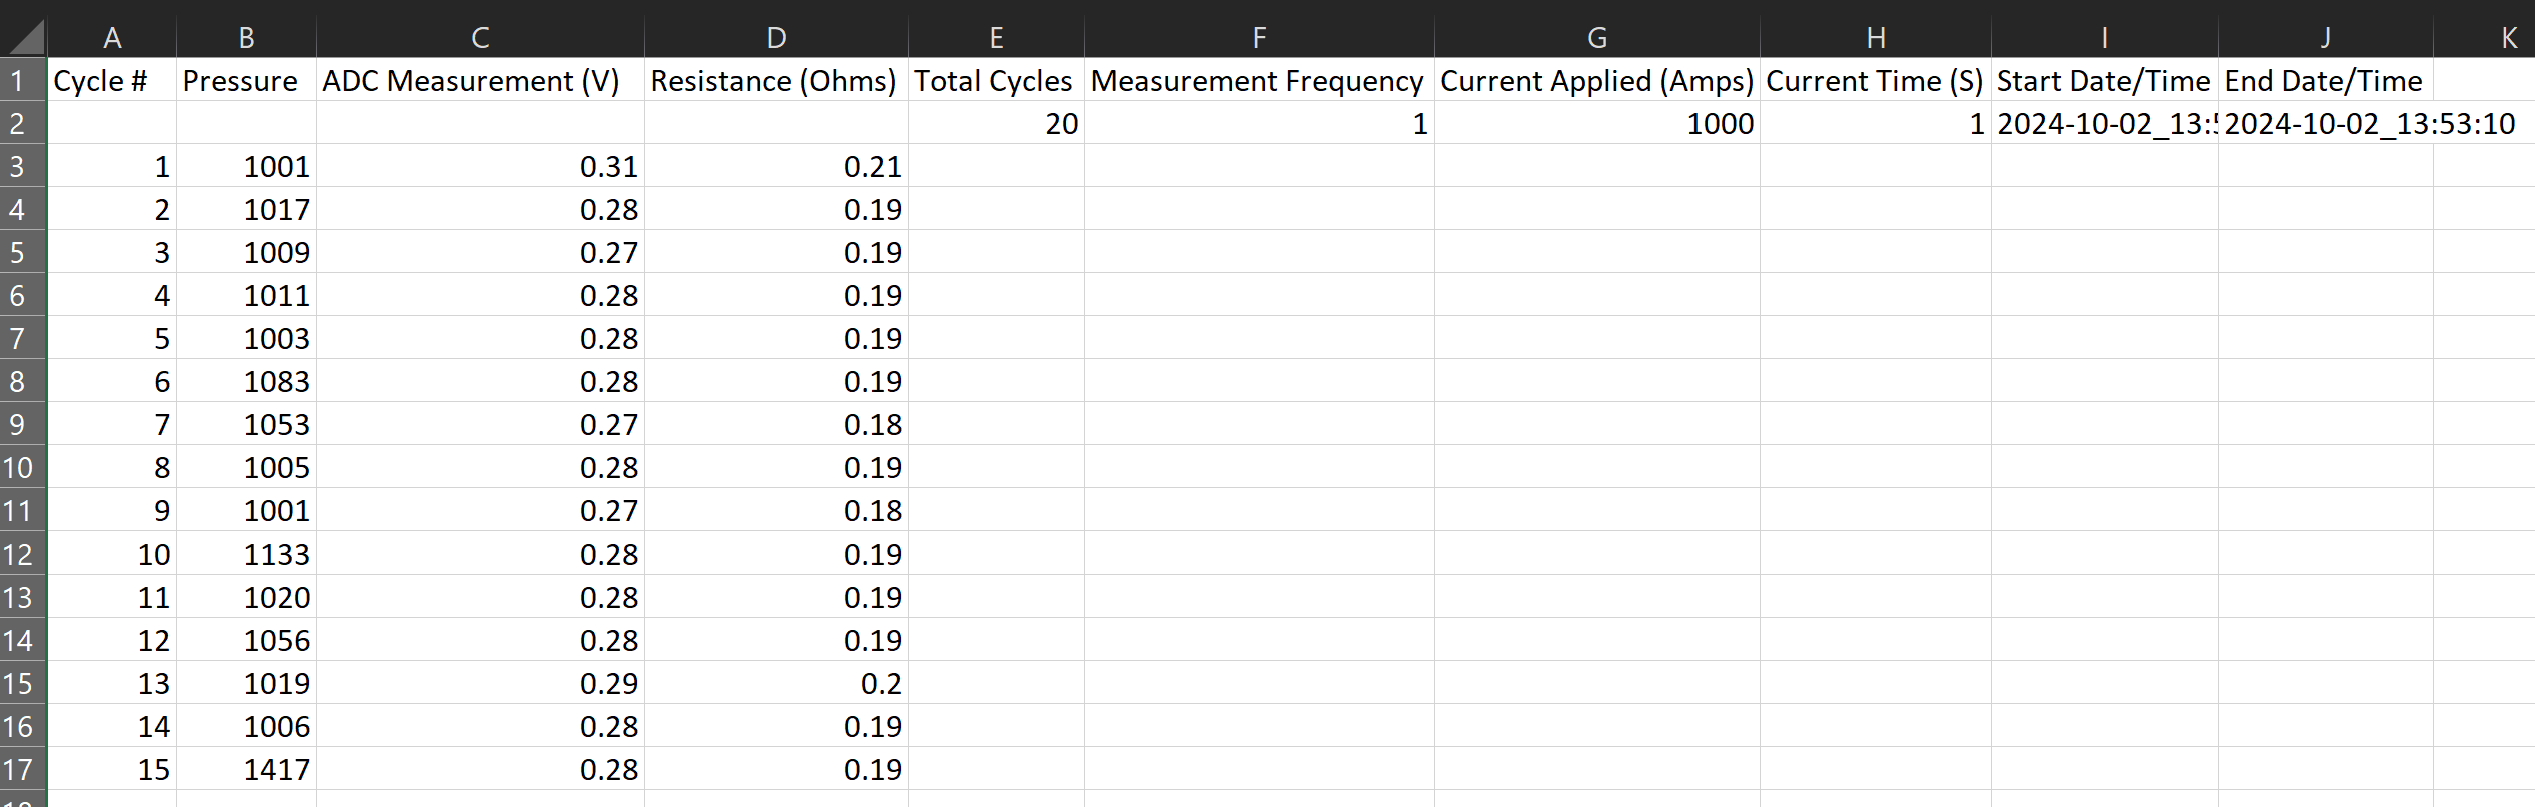 A B C D E F G H I J K
1 Cycle # Pressure ADC Measurement (V) Resistance (Ohms) Total Cycles Measurement Frequency Current Applied (Amps) Current Time (S) Start Date/Time End Date/Time
2 20 1 1000 1 2024-10-02_13: 2024-10-02_13:53:10
3 1 1001 0.31 0.21
4 2 1017 0.28 0.19
5 3 1009 0.27 0.19
6 4 1011 0.28 0.19
7 5 1003 0.28 0.19
8 6 1083 0.28 0.19
9 7 1053 0.27 0.18
10 8 1005 0.28 0.19
11 9 1001 0.27 0.18
12 10 1133 0.28 0.19
13 11 1020 0.28 0.19
14 12 1056 0.28 0.19
15 13 1019 0.29 0.2
16 14 1006 0.28 0.19
17 15 1417 0.28 0.19